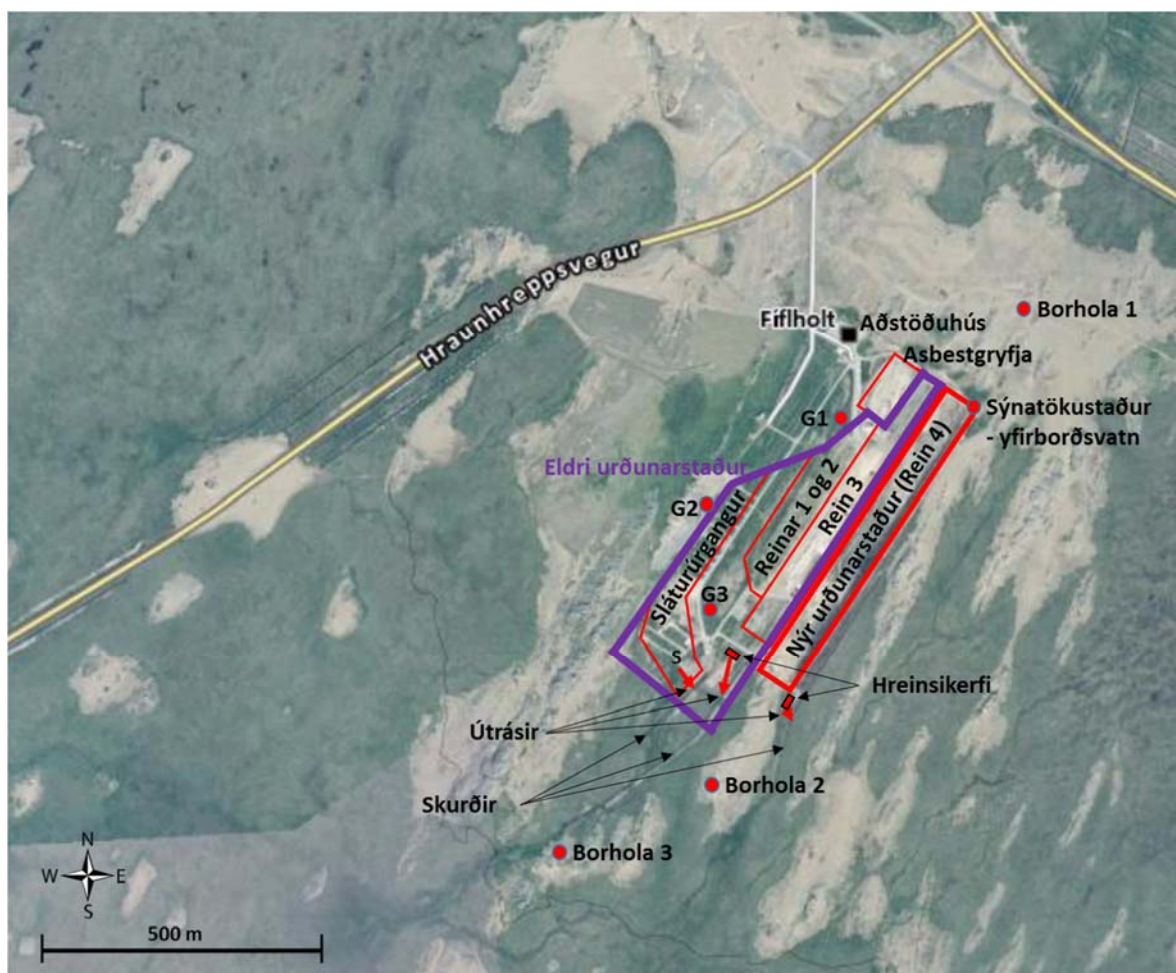 Hraunhreppsvegur
Borhola 1
Fíflholt
Aðstöðuhús
Asbestgryfja
G1
Sýnatökustaður
- yfirborðsvatn
Eldri urðunarstaður
G2
Sláturúrgangur
Reinar 1 og 2
Rein 3
Nýr urðunarstaður (Rein 4)
G3
S
Hreinsikerfi
Útrásir
Skurðir
Borhola 2
Borhola 3
N
W E
S
500 m